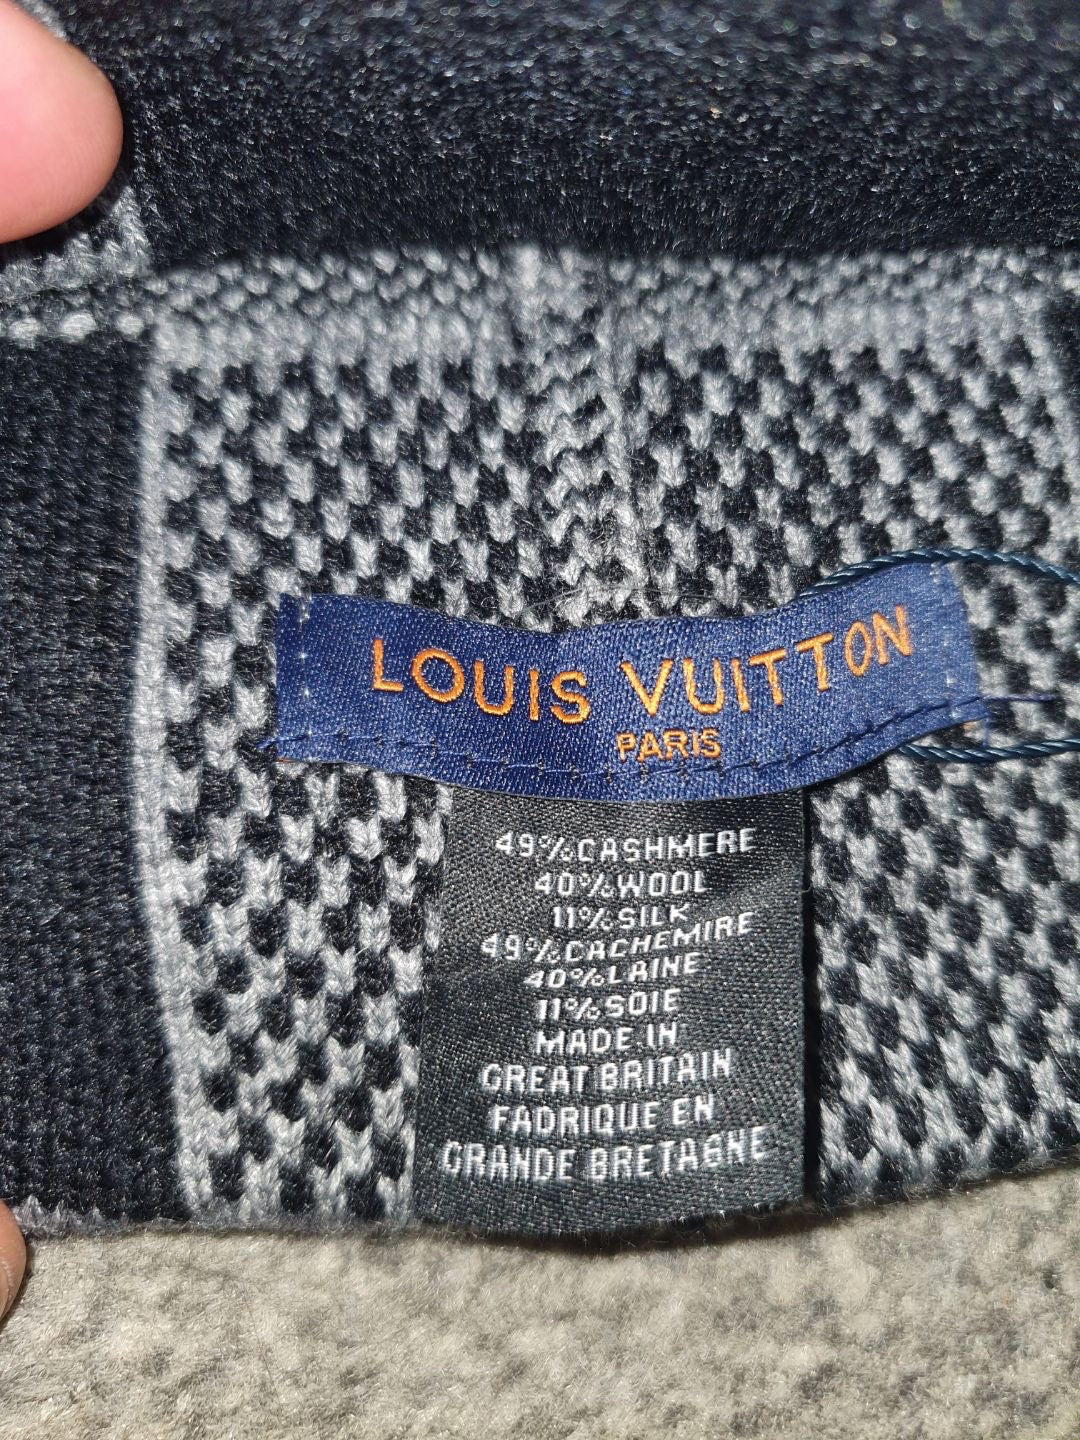 LOUIS VUITTON
PARIS
49%CASHMERE
40%WOOL
11%SILK
49%CACHEMIRE
40%LAINE
11%SOIE
MADE IN
GREAT BRITAIN
FADRIQUE EN
GRANDE BRETAGNE